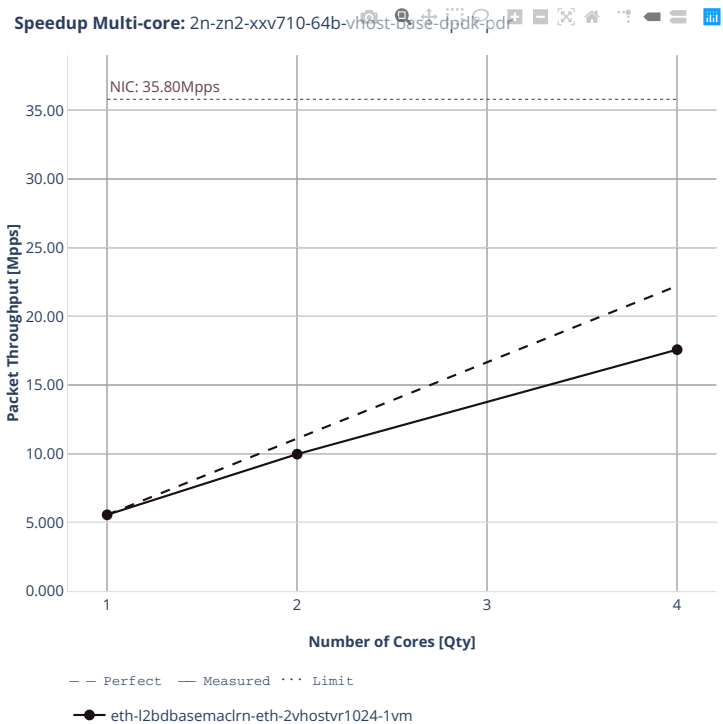 Speedup Multi-core: 2n-zn2-xxv710-64b-vhost-base-dpdk-pdr
NIC: 35.80Mpps
35.00
30.00
25.00
20.00
15.00
10.00
5.000
0.000
Packet Throughput [Mpps]
1 2 3 4
Number of Cores [Qty]
Perfect Measured Limit
eth-l2bdbasemaclrn-eth-2vhostvr1024-1vm